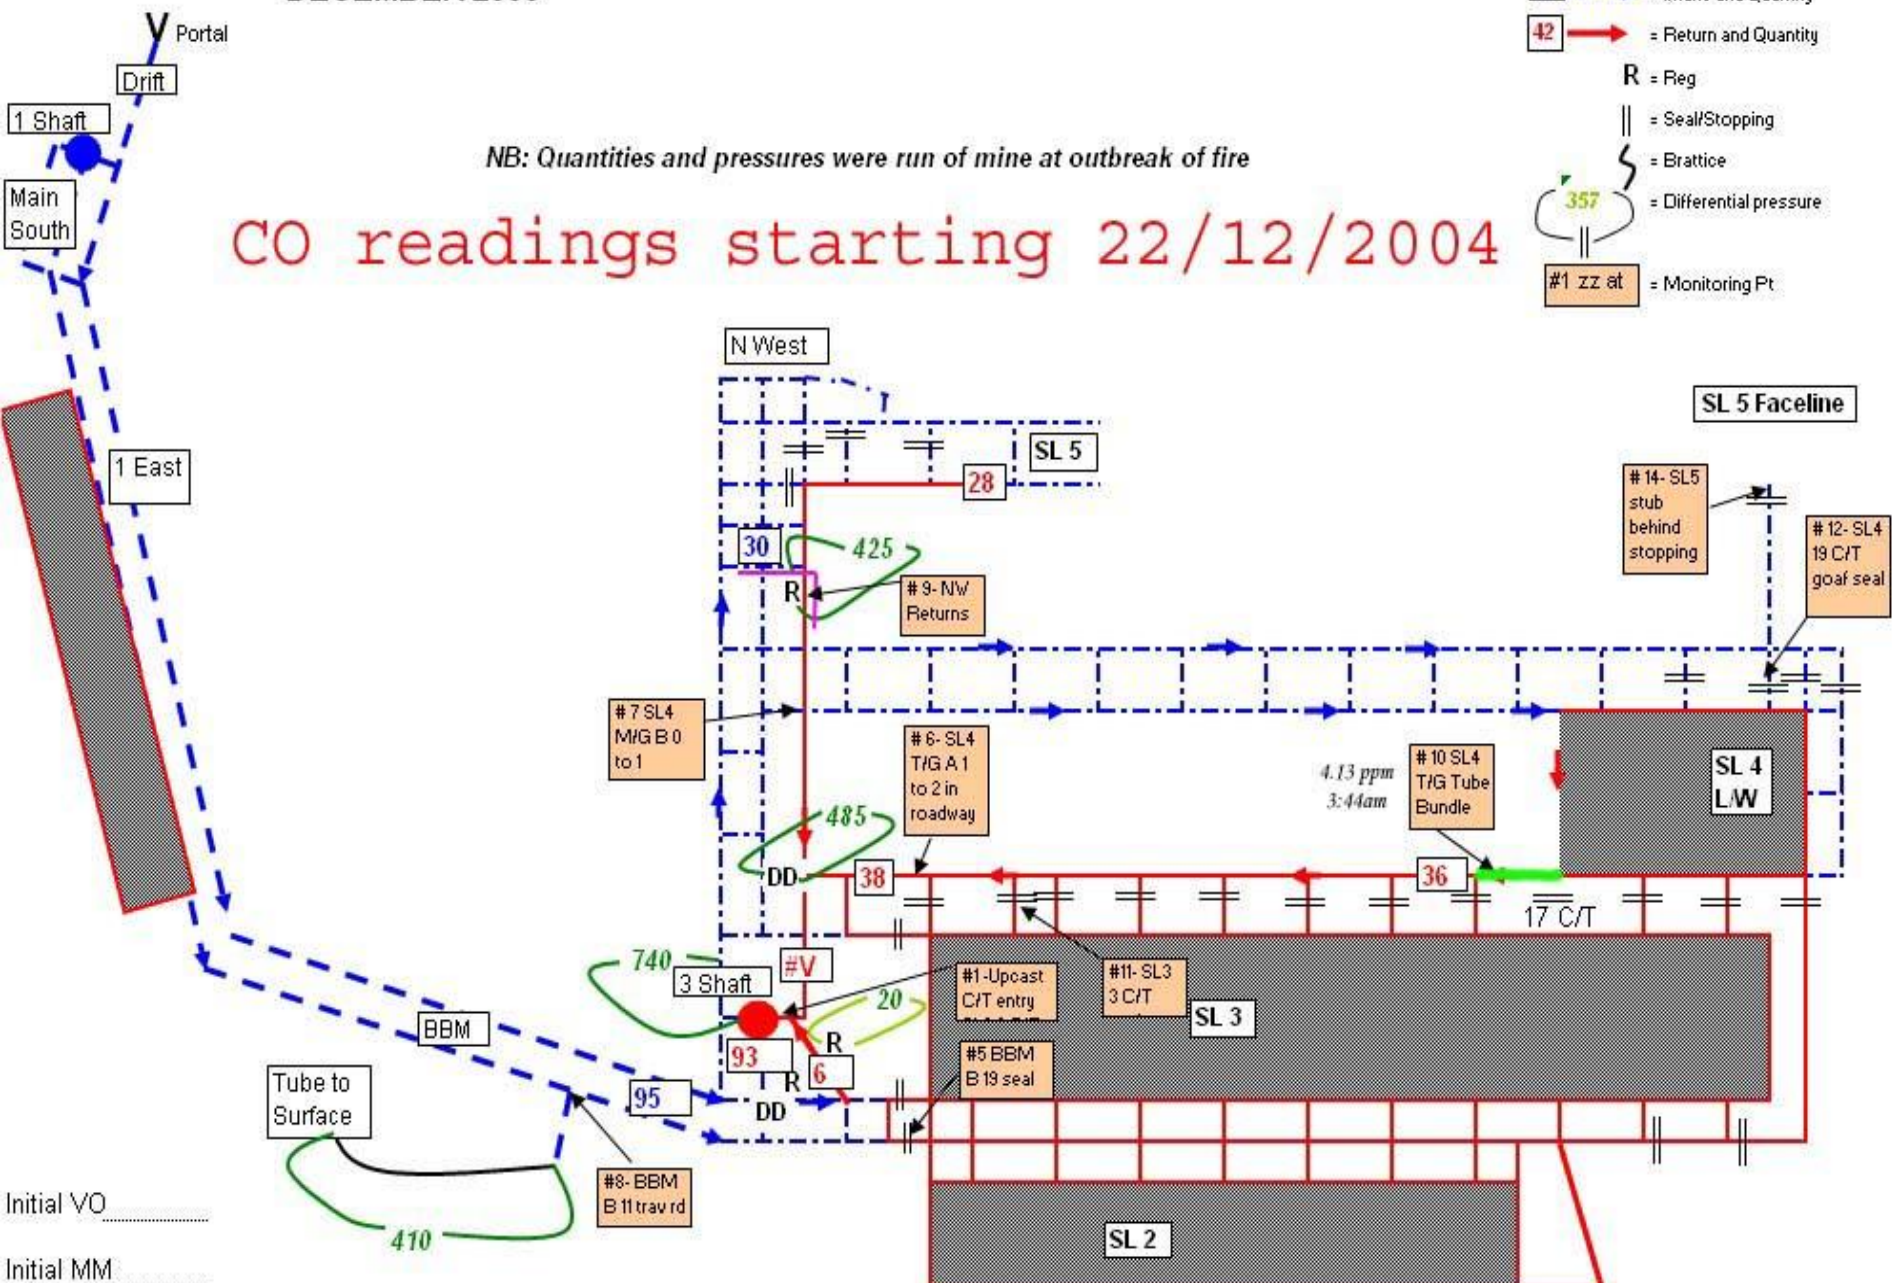 V Portal
Drift
1 Shaft
Main
South
42 = Return and Quantity
R = Reg
= Seal/Stopping
= Brattice
357 = Differential pressure
#1 zz at = Monitoring Pt
NB: Quantities and pressures were run of mine at outbreak of fire
CO readings starting 22/12/2004
N West
SL 5
28
SL 5 Faceline
1 East
# 14- SL5
stub
behind
stopping
# 12- SL4
19 C/T
goaf seal
30
425
R
# 9- NW
Returns
# 7 SL4
M/G B 0
to 1
# 6- SL4
T/G A 1
to 2 in
roadway
4.13 ppm
3:44am
# 10 SL4
T/G Tube
Bundle
SL 4
L/W
485
DD
38
36
17 C/T
740
3 Shaft
#V
#1-Upcast
C/T entry
20
#11- SL3
3 C/T
SL 3
BBM
93
R
R
6
#5 BBM
B 19 seal
Tube to
Surface
95
DD
#8- BBM
B 11 trav rd
410
SL 2
Initial VO
Initial MM